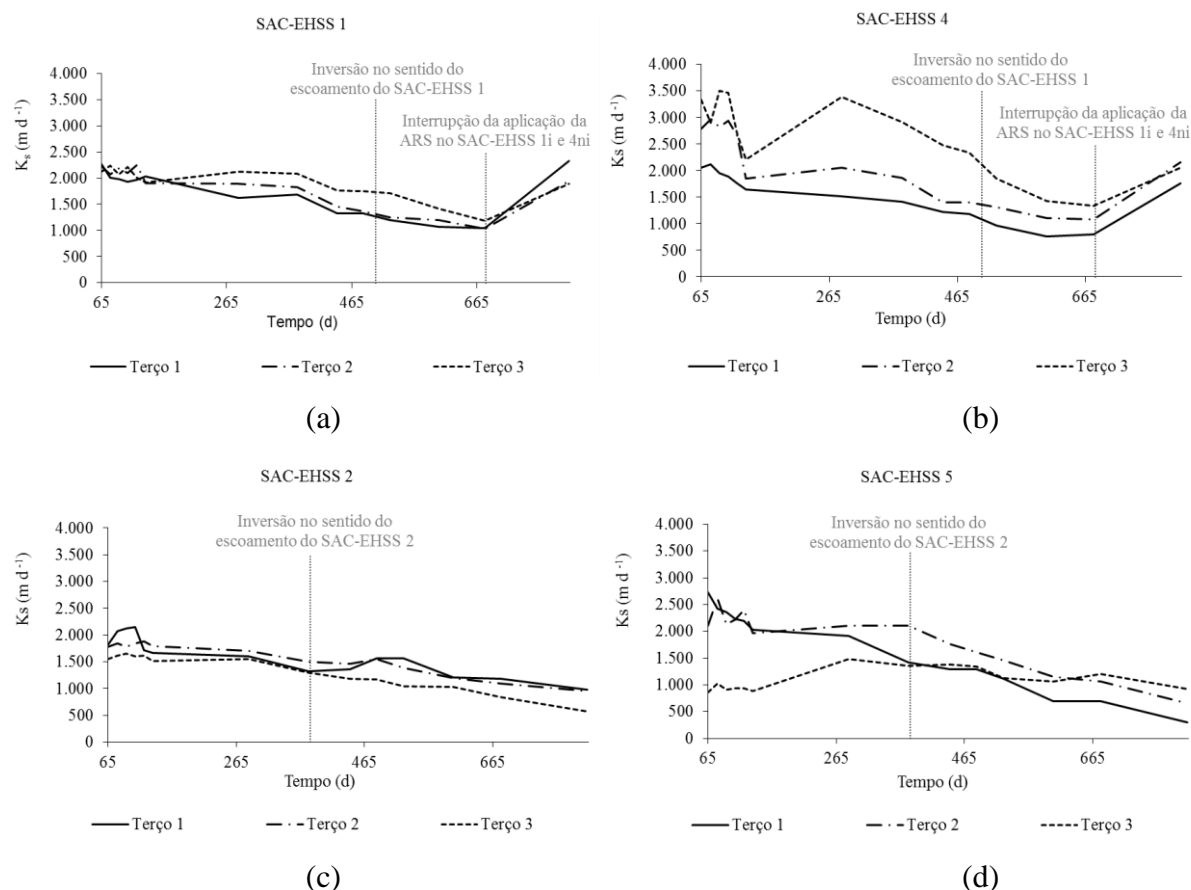 SAC-EHSS 1
4.000
3.500
3.000
2.500
2.000
1.500
1.000
500
0
Ks (m d -1)
65
265
465
665
Tempo (d)
Inversão no sentido do
escoamento do SAC-EHSS 1
Interrupção da aplicação da
ARS no SAC-EHSS 1i e 4ni
Terço 1
Terço 2
Terço 3
(a)
SAC-EHSS 4
4.000
3.500
3.000
2.500
2.000
1.500
1.000
500
0
Ks (m d -1)
65
265
465
665
Tempo (d)
Inversão no sentido do
escoamento do SAC-EHSS 1
Interrupção da aplicação da
ARS no SAC-EHSS 1i e 4ni
Terço 1
Terço 2
Terço 3
(b)
SAC-EHSS 2
4.000
3.500
3.000
2.500
2.000
1.500
1.000
500
0
Ks (m d -1)
65
265
465
665
Tempo (d)
Inversão no sentido do
escoamento do SAC-EHSS 2
Terço 1
Terço 2
Terço 3
(c)
SAC-EHSS 5
4.000
3.500
3.000
2.500
2.000
1.500
1.000
500
0
Ks (m d -1)
65
265
465
665
Tempo (d)
Inversão no sentido do
escoamento do SAC-EHSS 2
Terço 1
Terço 2
Terço 3
(d)